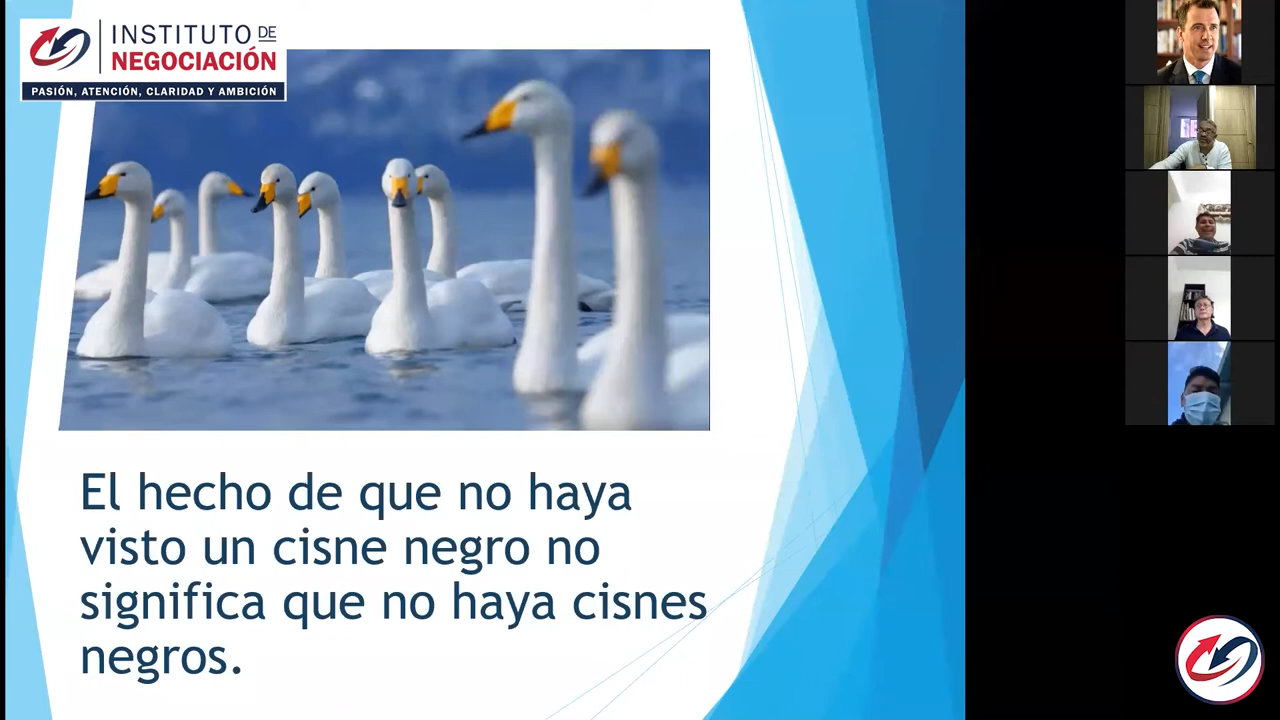 INSTITUTO DE
NEGOCIACIÓN
PASIÓN, ATENCIÓN, CLARIDAD Y AMBICIÓN
El hecho de que no haya
visto un cisne negro no
significa que no haya cisnes
negros.